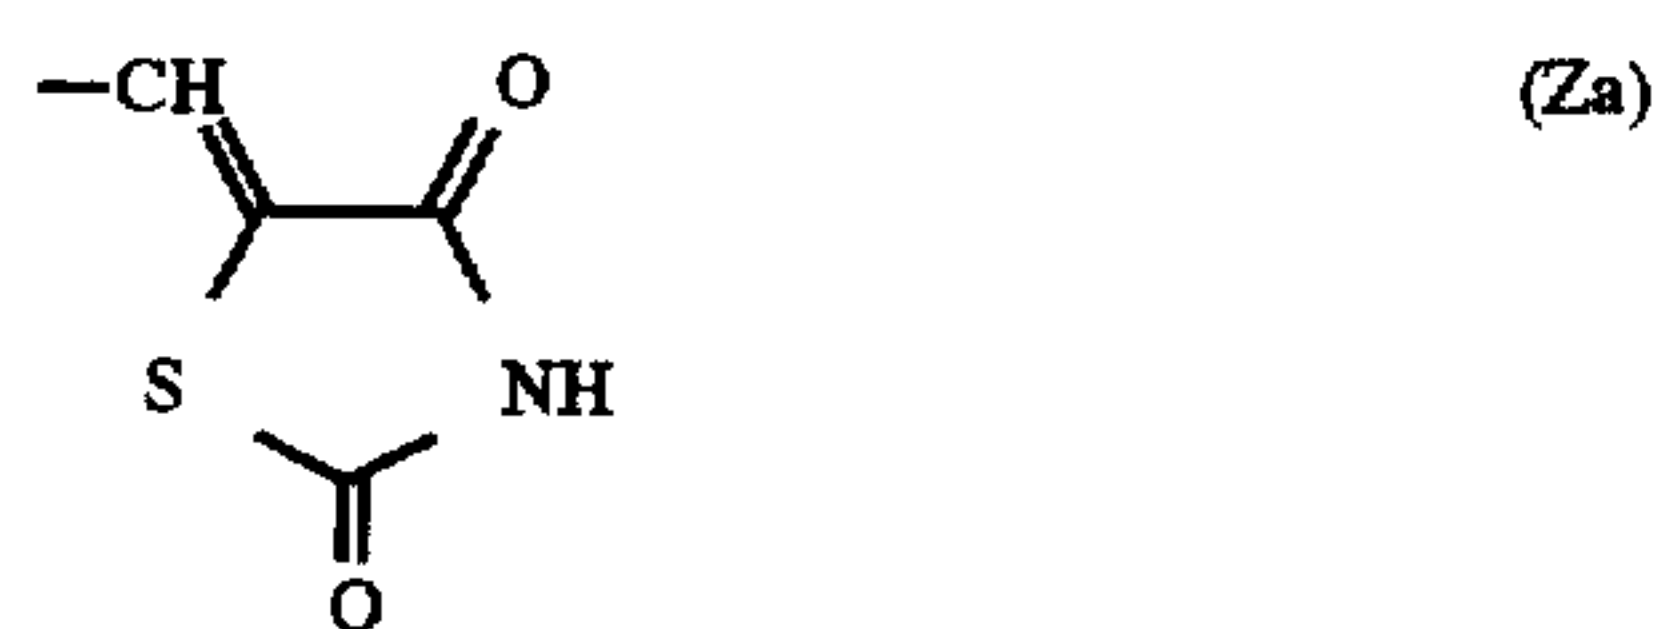 —CH O (Za)
S NH
O